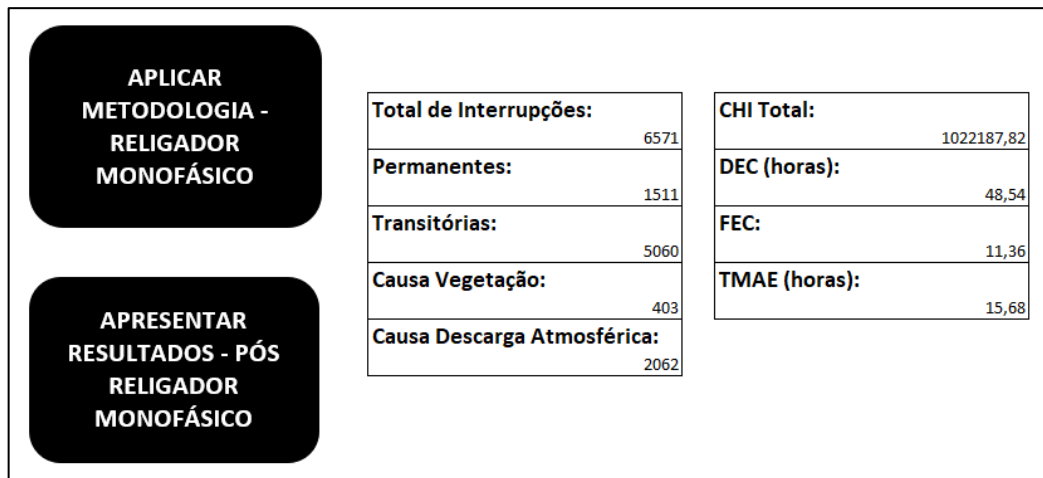 APLICAR
METODOLOGIA -
RELIGADOR
MONOFÁSICO
APRESENTAR
RESULTADOS - PÓS
RELIGADOR
MONOFÁSICO
Total de Interrupções:
6571
Permanentes:
1511
Transitórias:
5060
Causa Vegetação:
403
Causa Descarga Atmosférica:
2062
CHI Total:
1022187,82
DEC (horas):
48,54
FEC:
11,36
TMAE (horas):
15,68